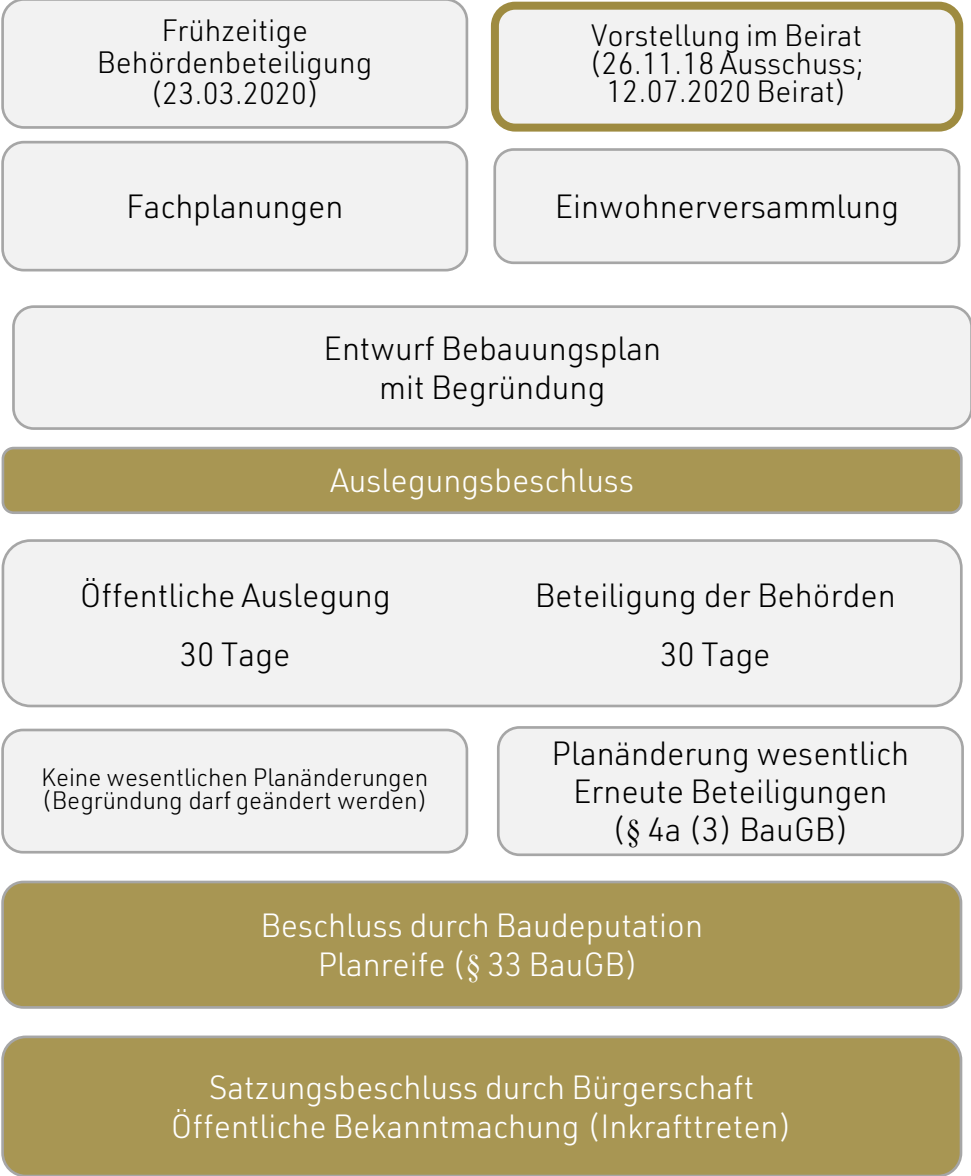 Frühzeitige
Behördenbeteiligung
(23.03.2020)
Vorstellung im Beirat
(26.11.18 Ausschuss;
12.07.2020 Beirat)
Fachplanungen
Einwohnerversammlung
Entwurf Bebauungsplan
mit Begründung
Auslegungsbeschluss
Öffentliche Auslegung
30 Tage
Beteiligung der Behörden
30 Tage
Keine wesentlichen Planänderungen
(Begründung darf geändert werden)
Planänderung wesentlich
Erneute Beteiligungen
(§ 4a (3) BauGB)
Beschluss durch Baudeputation
Planreife (§ 33 BauGB)
Satzungsbeschluss durch Bürgerschaft
Öffentliche Bekanntmachung (Inkrafttreten)